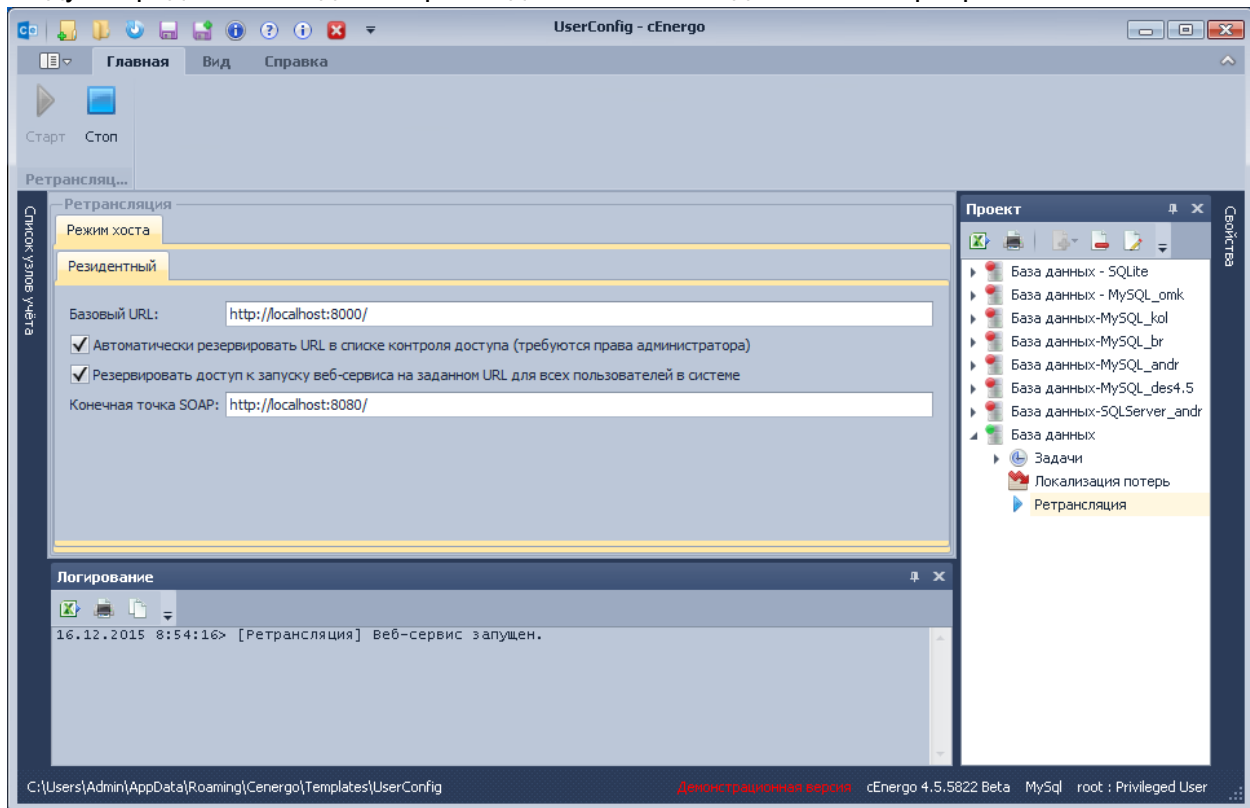 UserConfig - cEnergo
Главная Вид Справка
Старт Стоп
Ретрансляц...
Список узлов учёта
Ретрансляция
Режим хоста
Резидентный
Базовый URL: http://localhost:8000/
Автоматически резервировать URL в списке контроля доступа (требуются права администратора)
Резервировать доступ к запуску веб-сервиса на заданном URL для всех пользователей в системе
Конечная точка SOAP: http://localhost:8080/
Проект
База данных - SQLite
База данных - MySQL_omk
База данных-MySQL_kol
База данных-MySQL_br
База данных-MySQL_andr
База данных-MySQL_des4.5
База данных-SQLServer_andr
База данных
Задачи
Локализация потерь
Ретрансляция
Свойства
Логирование
16.12.2015 8:54:16> [Ретрансляция] Веб-сервис запущен.
C:\Users\Admin\AppData\Roaming\Cenergo\Templates\UserConfig Демонстрационная версия cEnergo 4.5.5822 Beta MySql root : Privileged User